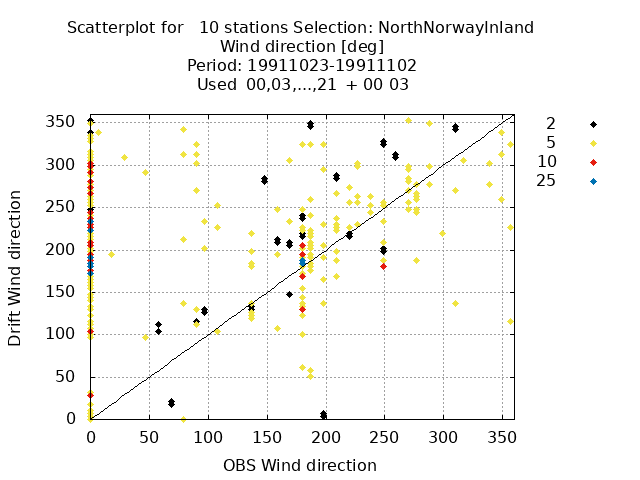 Scatterplot for   10 stations Selection: NorthNorwayInland
Wind direction [deg]
Period: 19911023-19911102
Used  00,03,...,21  + 00 03
2
5
10
25
Drift Wind direction
350
300
250
200
150
100
50
0
0 50 100 150 200 250 300 350
OBS Wind direction